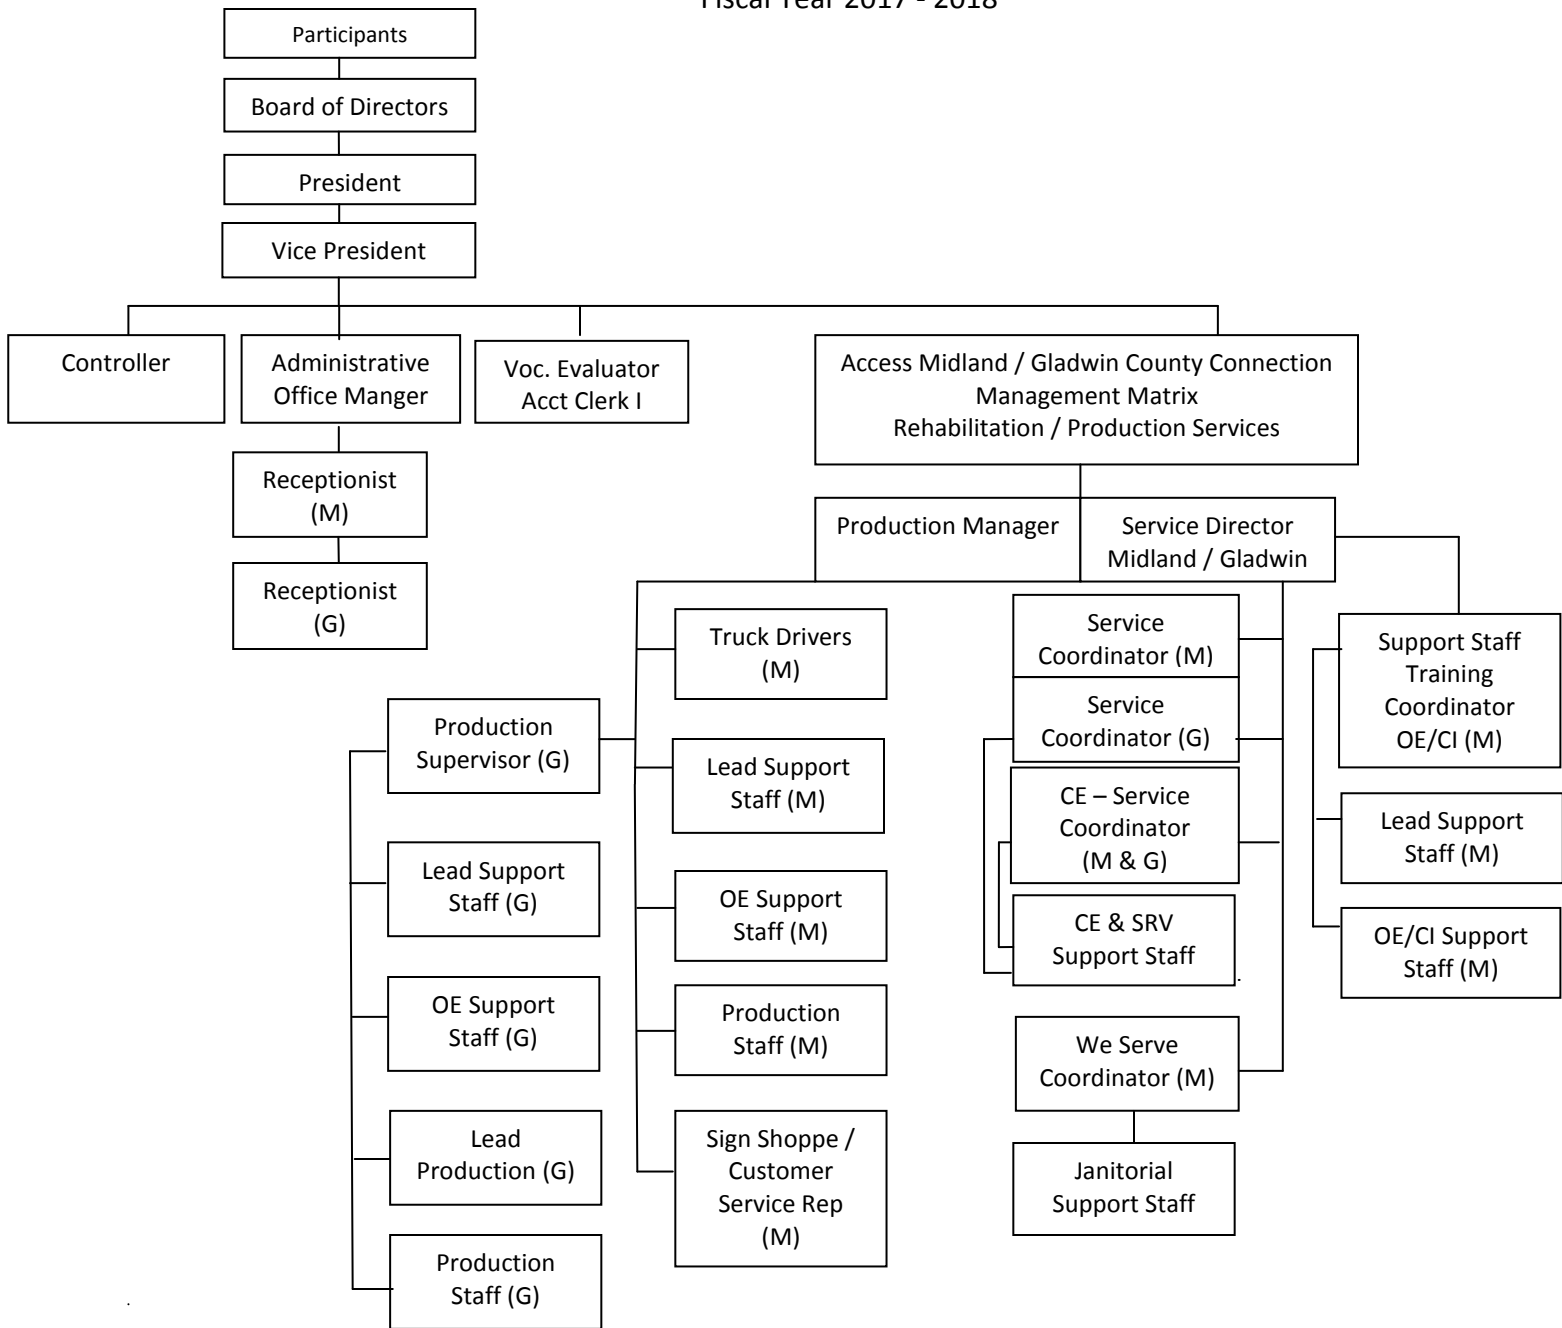 Fiscal Year 2017 - 2018
Participants
Board of Directors
President
Vice President
Controller
Administrative
Office Manger
Voc. Evaluator
Acct Clerk I
Access Midland / Gladwin County Connection
Management Matrix
Rehabilitation / Production Services
Receptionist
(M)
Receptionist
(G)
Production Manager
Service Director
Midland / Gladwin
Truck Drivers
(M)
Production
Supervisor (G)
Lead Support
Staff (M)
Lead Support
Staff (G)
OE Support
Staff (M)
OE Support
Staff (G)
Production
Staff (M)
Lead
Production (G)
Sign Shoppe /
Customer
Service Rep
(M)
Production
Staff (G)
Service
Coordinator (M)
Service
Coordinator (G)
CE – Service
Coordinator
(M & G)
CE & SRV
Support Staff
We Serve
Coordinator (M)
Janitorial
Support Staff
Support Staff
Training
Coordinator
OE/CI (M)
Lead Support
Staff (M)
OE/CI Support
Staff (M)